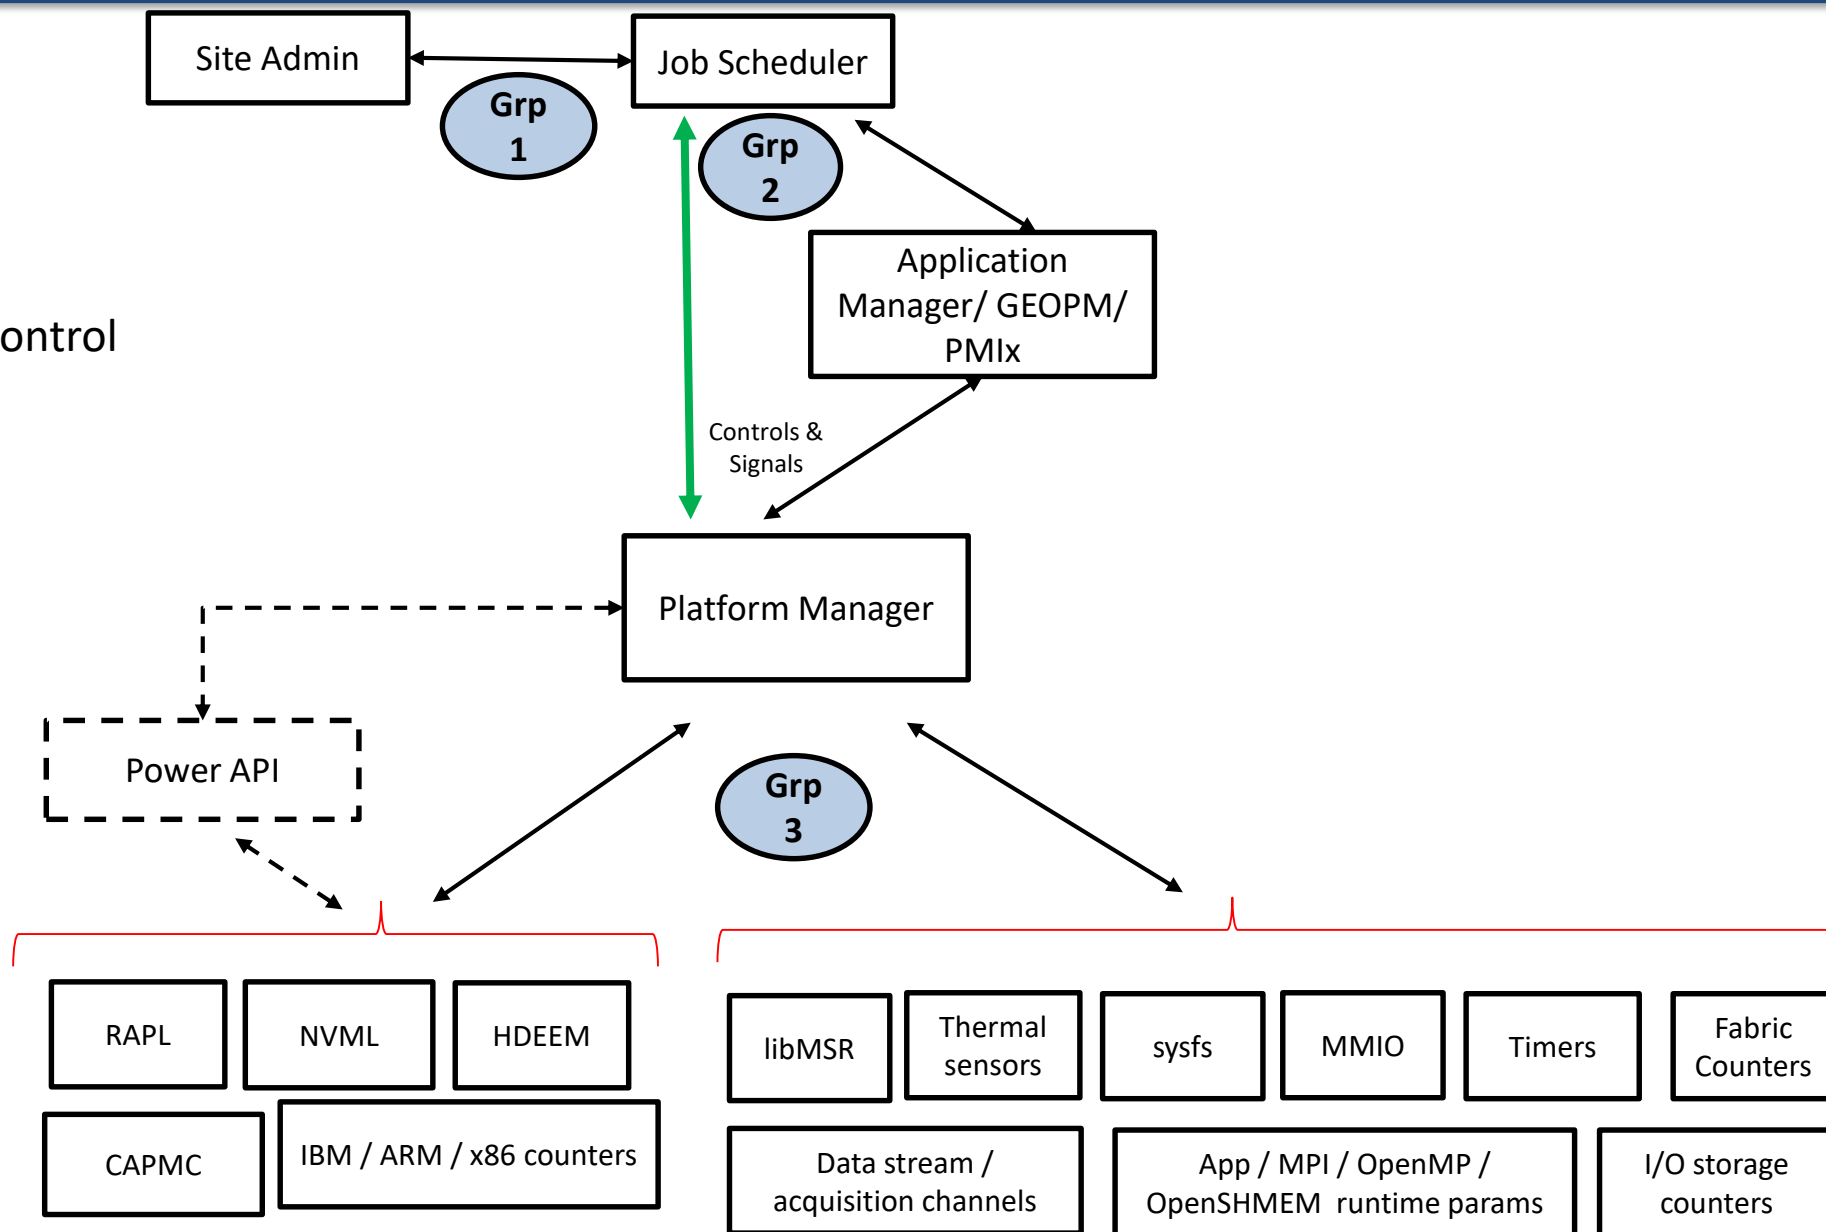 Site Admin
Job Scheduler
Grp
1
Grp
2
Application
Manager/ GEOPM/
PMIx
ontrol
Controls &
Signals
Platform Manager
Power API
Grp
3
RAPL
NVML
HDEEM
CAPMC
IBM / ARM / x86 counters
libMSR
Thermal
sensors
sysfs
MMIO
Timers
Fabric
Counters
Data stream /
acquisition channels
App / MPI / OpenMP /
OpenSHMEM runtime params
I/O storage
counters